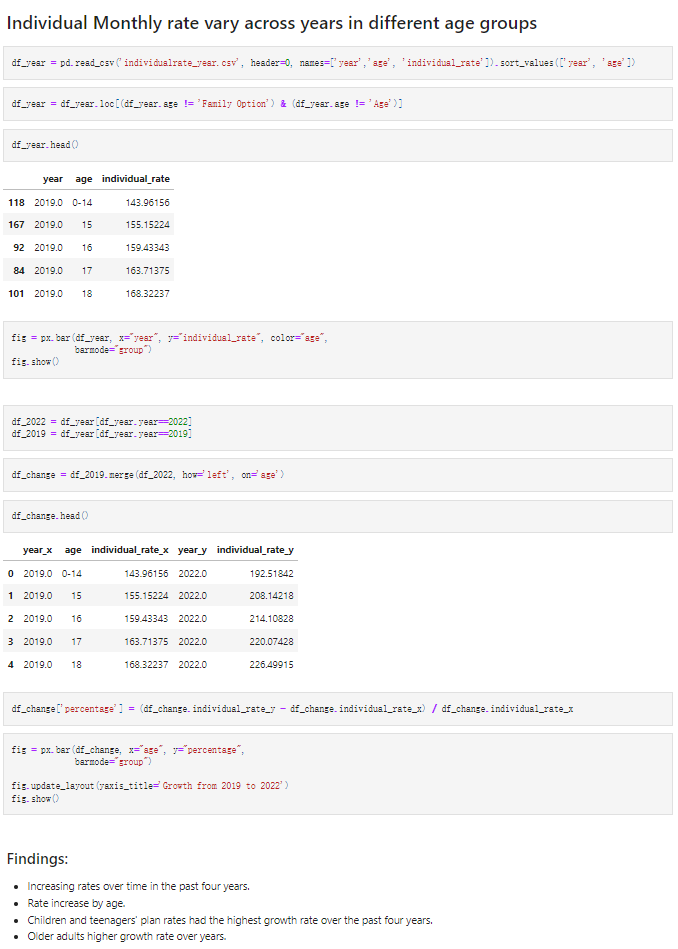 Individual Monthly rate vary across years in different age groups
df_year = pd.read_csv('individualrate_year.csv', header=0, names=['year','age', 'individual_rate']).sort_values(['year', 'age'])
df_year = df_year.loc[(df_year.age != 'Family Option') & (df_year.age != 'Age')]
df_year.head()
year age individual_rate
118 2019.0 0-14 143.96156
167 2019.0 15 155.15224
92 2019.0 16 159.43343
84 2019.0 17 163.71375
101 2019.0 18 168.32237
fig = px.bar(df_year, x="year", y="individual_rate", color="age",
barmode="group")
fig.show()
df_2022 = df_year[df_year.year==2022]
df_2019 = df_year[df_year.year==2019]
df_change = df_2019.merge(df_2022, how='left', on='age')
df_change.head()
year_x age individual_rate_x year_y individual_rate_y
0 2019.0 0-14 143.96156 2022.0 192.51842
1 2019.0 15 155.15224 2022.0 208.14218
2 2019.0 16 159.43343 2022.0 214.10828
3 2019.0 17 163.71375 2022.0 220.07428
4 2019.0 18 168.32237 2022.0 226.49915
df_change['percentage'] = (df_change.individual_rate_y - df_change.individual_rate_x) / df_change.individual_rate_x
fig = px.bar(df_change, x="age", y="percentage",
barmode="group")
fig.update_layout(yaxis_title='Growth from 2019 to 2022')
fig.show()
Findings:
• Increasing rates over time in the past four years.
• Rate increase by age.
• Children and teenagers' plan rates had the highest growth rate over the past four years.
• Older adults higher growth rate over years.